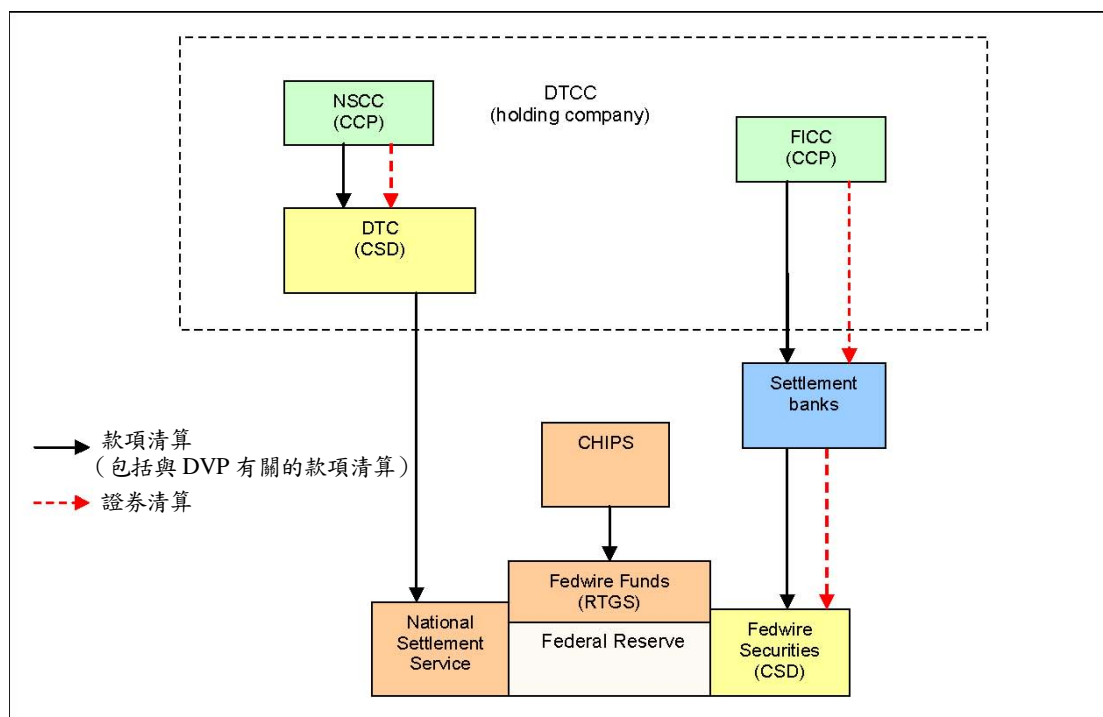 NSCC
(CCP)
DTCC
(holding company)
FICC
(CCP)
DTC
(CSD)
Settlement
banks
款項清算
（包括與 DVP 有關的款項清算）
證券清算
CHIPS
Fedwire Funds
(RTGS)
National
Settlement
Service
Federal Reserve
Fedwire
Securities
(CSD)